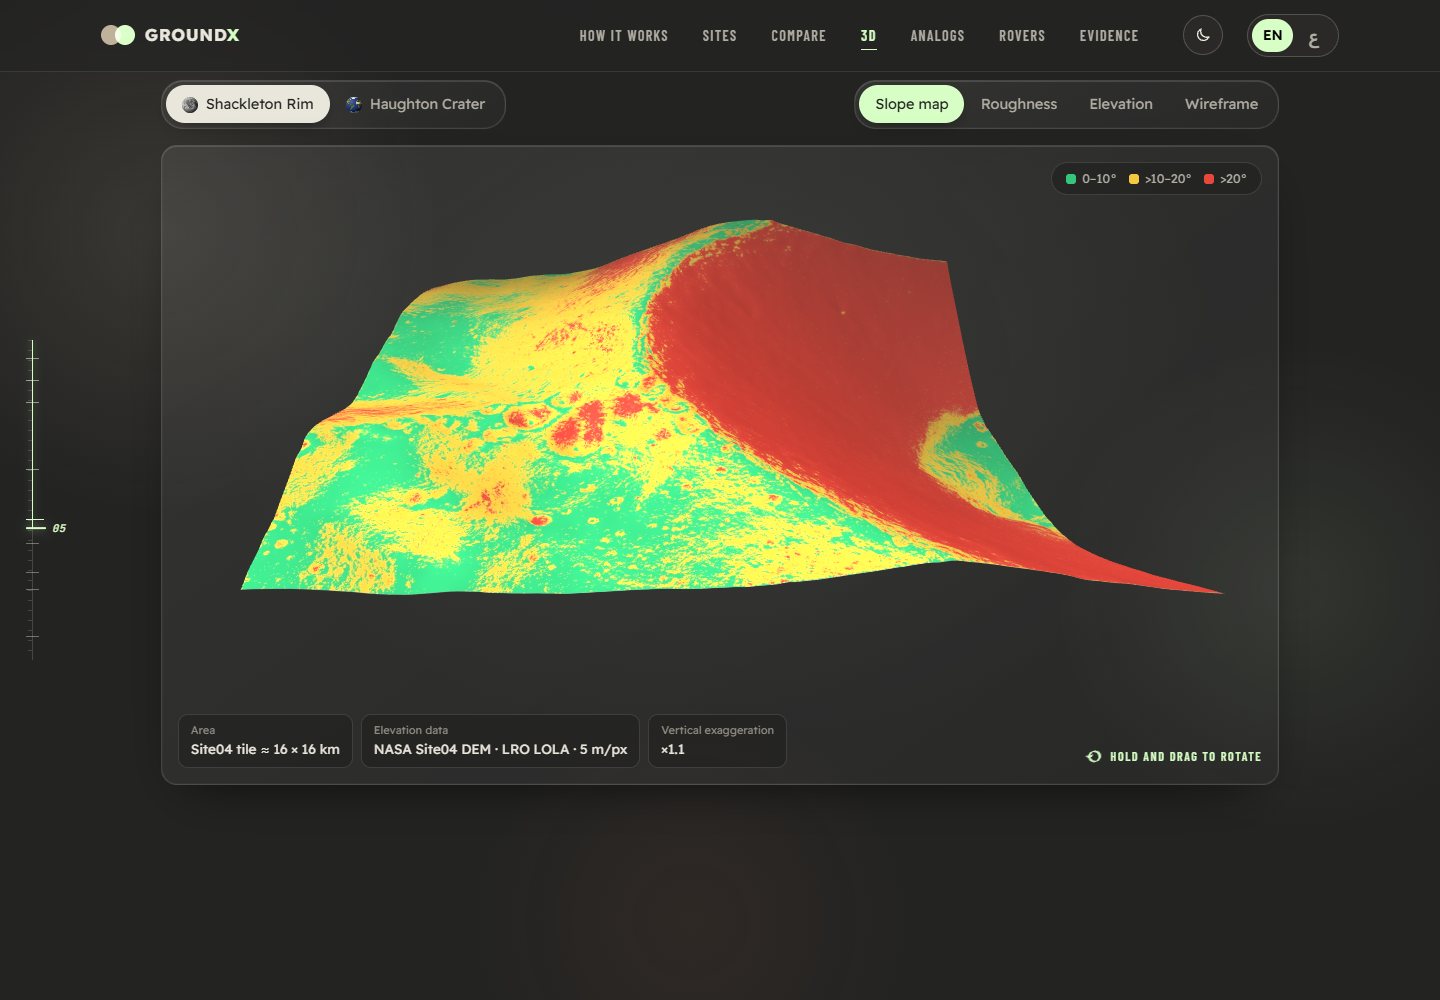 GROUNDX
HOW IT WORKS SITES COMPARE 3D ANALOGS ROVERS EVIDENCE EN ع
Shackleton Rim Haughton Crater Slope map Roughness Elevation Wireframe
0–10° >10–20° >20°
05
Area Elevation data Vertical exaggeration
Site04 tile ≈ 16 × 16 km NASA Site04 DEM · LRO LOLA · 5 m/px ×1.1
HOLD AND DRAG TO ROTATE